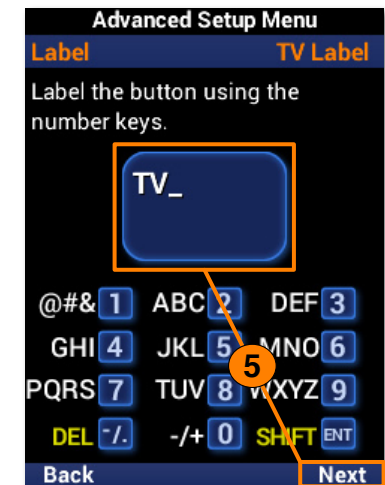 Advanced Setup Menu
Label TV Label
Label the button using the
number keys.
TV_
@#& 1 ABC 2 DEF 3
GHI 4 JKL 5 MNO 6
5
PQRS 7 TUV 8 WXYZ 9
DEL -/. -/+ 0 SHIFT ENT
Back Next